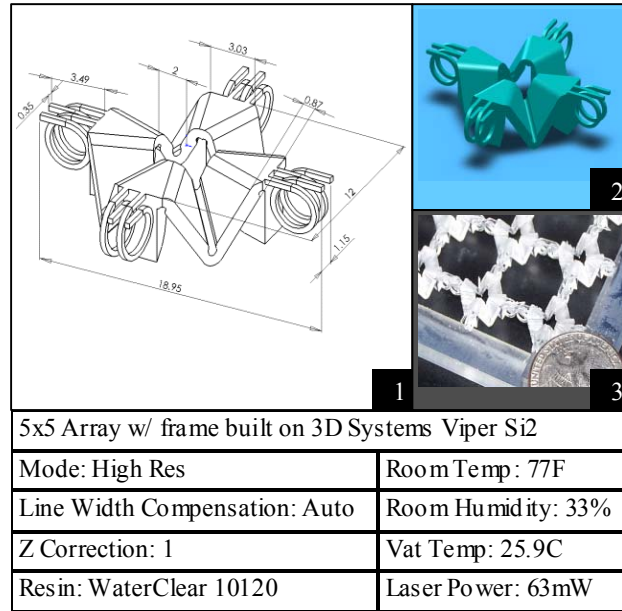 3.03
2
3.49
0.87
0.35
12
1.15
18.95
1
2
3
5x5 Array w/ frame built on 3D Systems Viper Si2
Mode: High Res
Room Temp: 77F
Line Width Compensation: Auto
Room Humidity: 33%
Z Correction: 1
Vat Temp: 25.9C
Resin: WaterClear 10120
Laser Power: 63mW